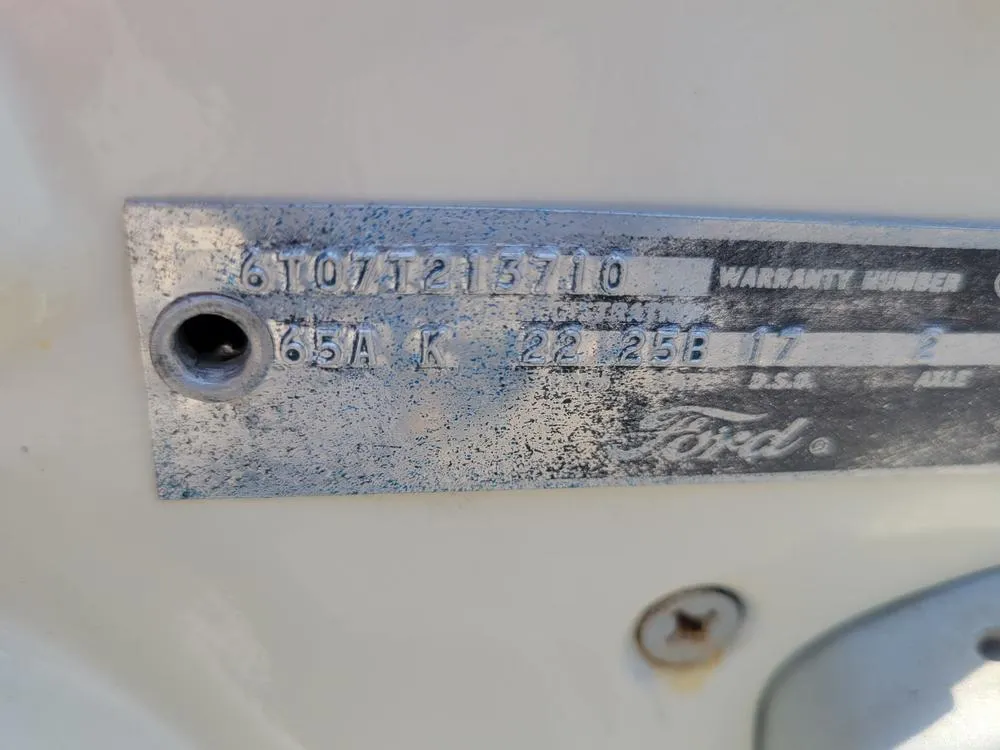 6T07T213710 WARRANTY NUMBER
65A K 22 25B 17 2
D.S.O. AXLE
Ford ®